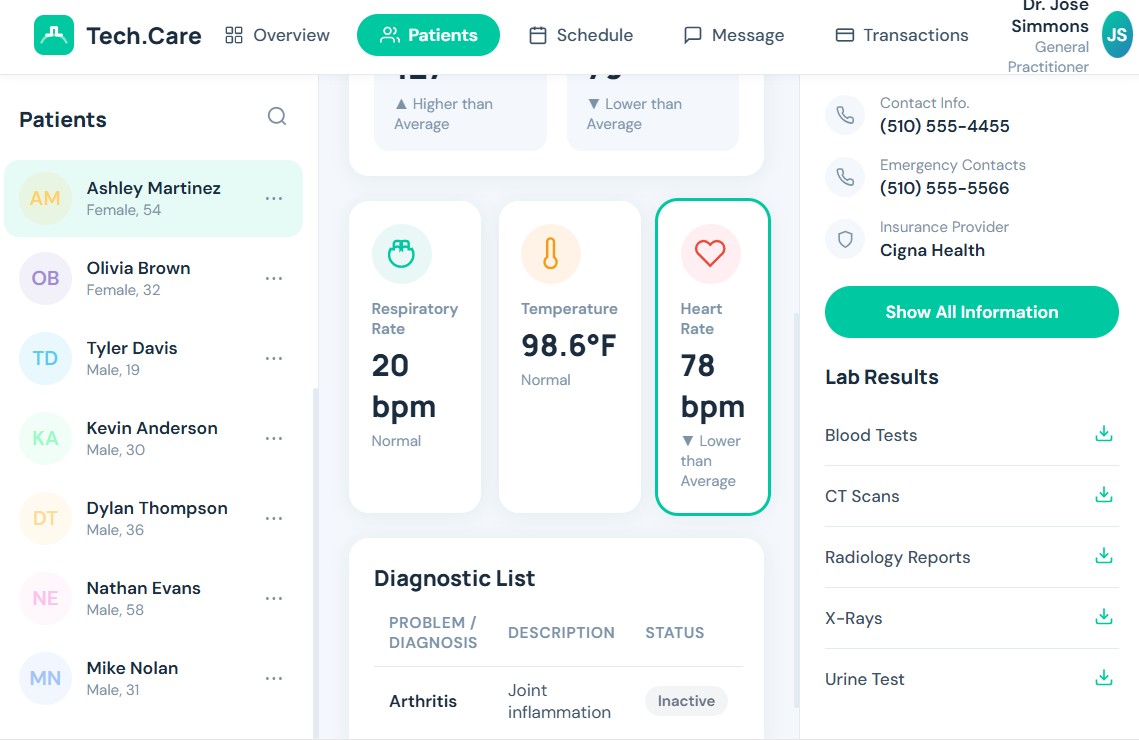 Tech.Care
Overview
Patients
Schedule
Message
Transactions
Dr. Jose
Simmons
General
Practitioner
JS
Patients
AM
Ashley Martinez
Female, 54
OB
Olivia Brown
Female, 32
TD
Tyler Davis
Male, 19
KA
Kevin Anderson
Male, 30
DT
Dylan Thompson
Male, 36
NE
Nathan Evans
Male, 58
MN
Mike Nolan
Male, 31
▲ Higher than
Average
▼ Lower than
Average
Respiratory
Rate
20
bpm
Normal
Temperature
98.6°F
Normal
Heart
Rate
78
bpm
▼ Lower
than
Average
Diagnostic List
PROBLEM /
DIAGNOSIS
DESCRIPTION
STATUS
Arthritis
Joint
inflammation
Inactive
Contact Info.
(510) 555-4455
Emergency Contacts
(510) 555-5566
Insurance Provider
Cigna Health
Show All Information
Lab Results
Blood Tests
CT Scans
Radiology Reports
X-Rays
Urine Test